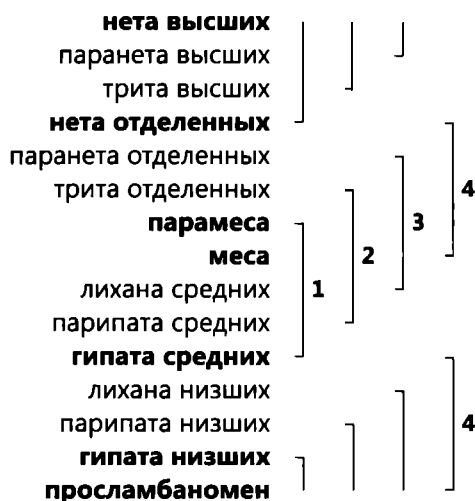 нета высших
паранета высших
трита высших
нета отделенных
паранета отделенных
трита отделенных
парамеса
меса
лихана средних
парипата средних
гипата средних
лихана низших
парипата низших
гипата низших
просламбаномен
1
2
3
4
4